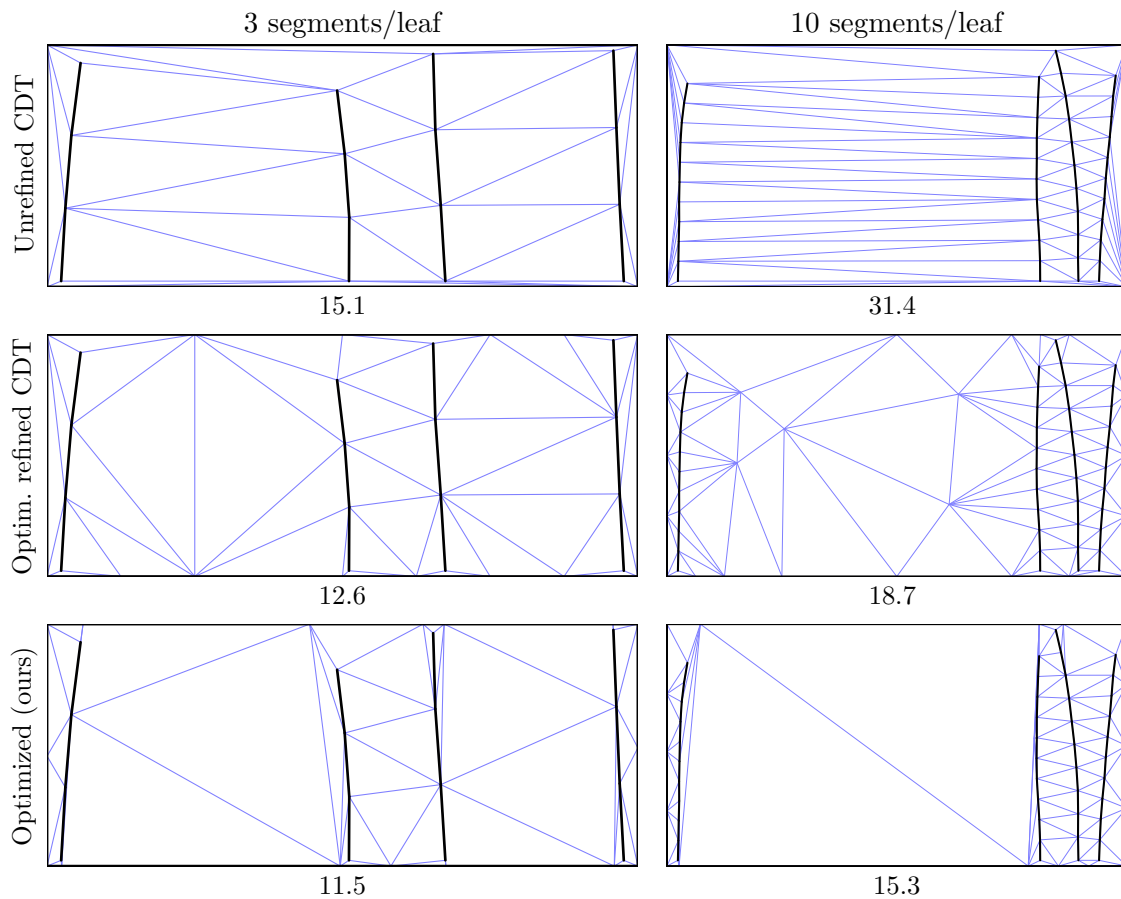 3 segments/leaf
10 segments/leaf
Unrefined CDT
15.1
31.4
Optim. refined CDT
12.6
18.7
Optimized (ours)
11.5
15.3